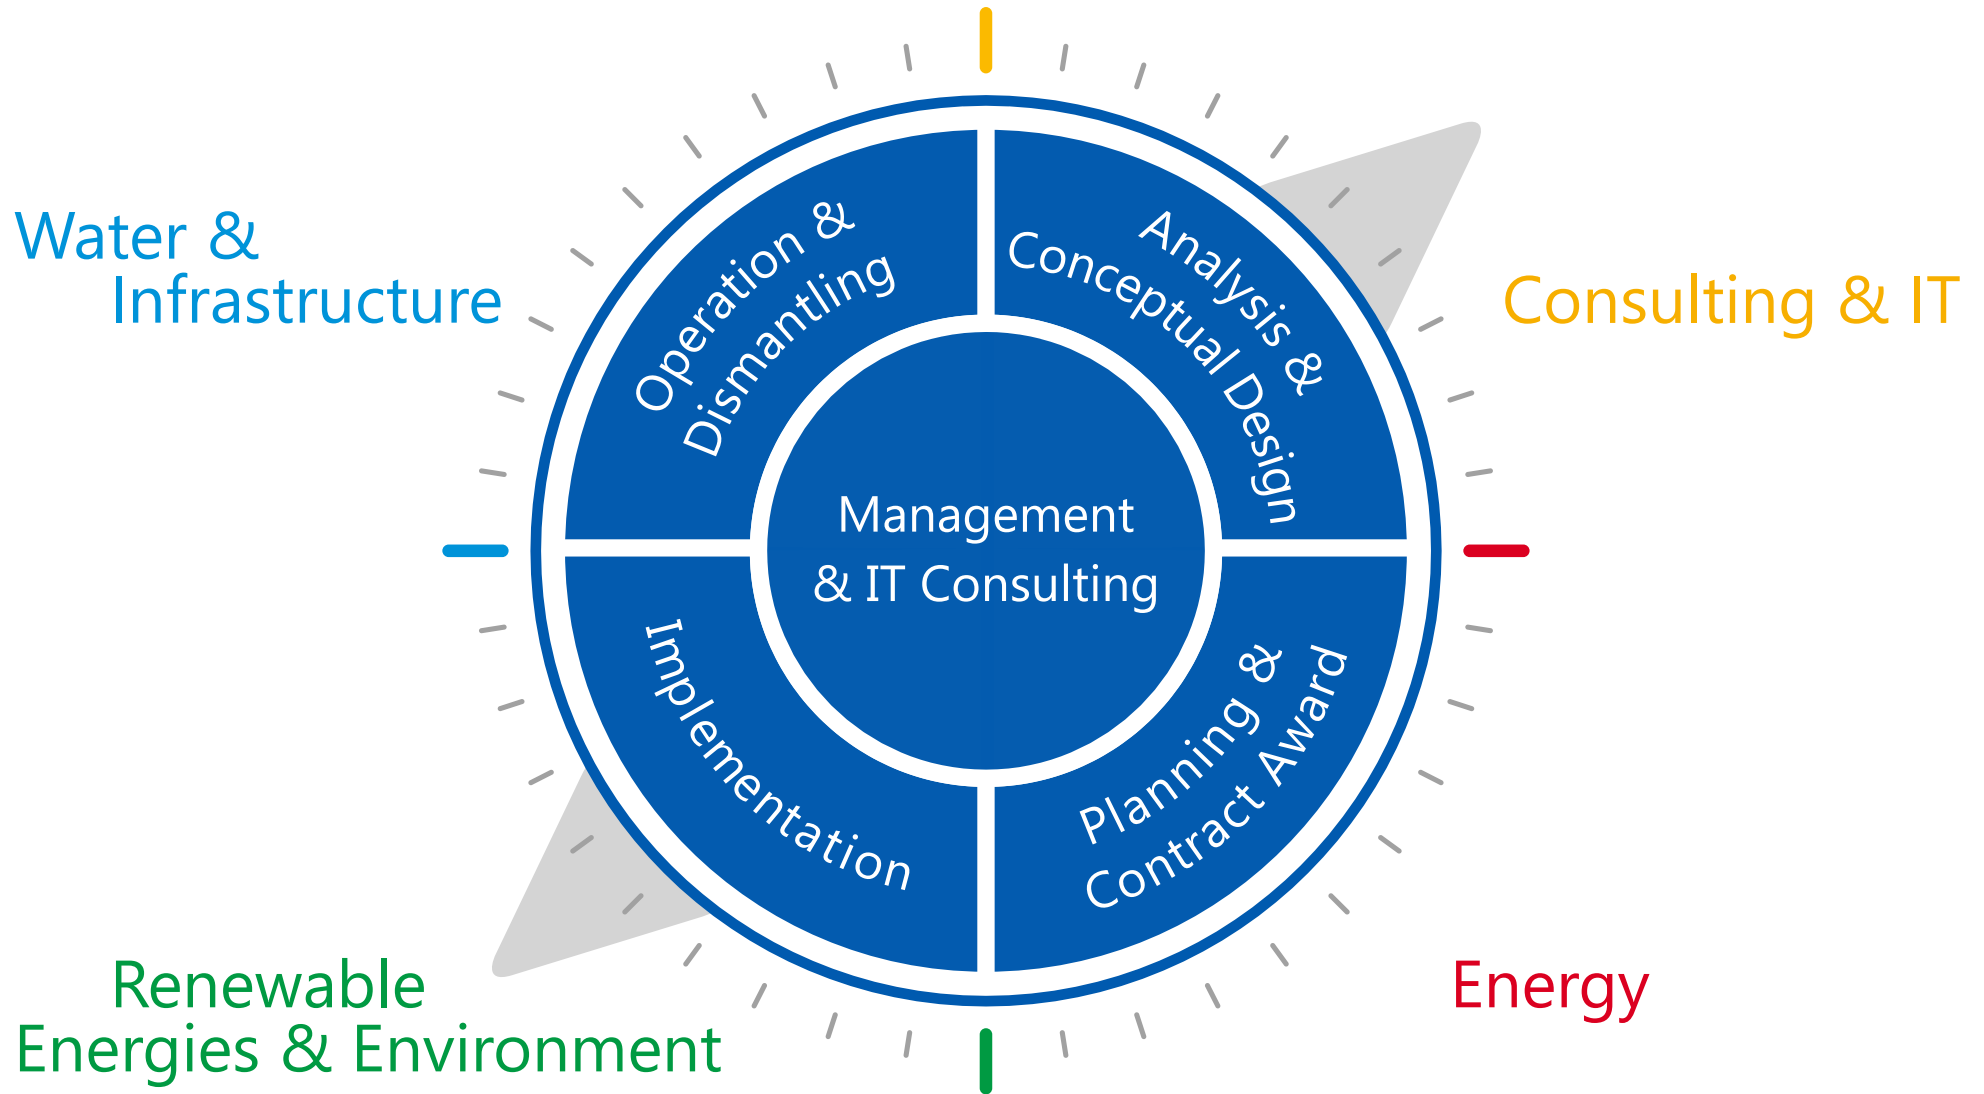 Water &
Infrastructure
Consulting & IT
Operation &
Dismantling
Analysis &
Conceptual Design
Management
& IT Consulting
Implementation
Planning &
Contract Award
Renewable
Energies & Environment
Energy